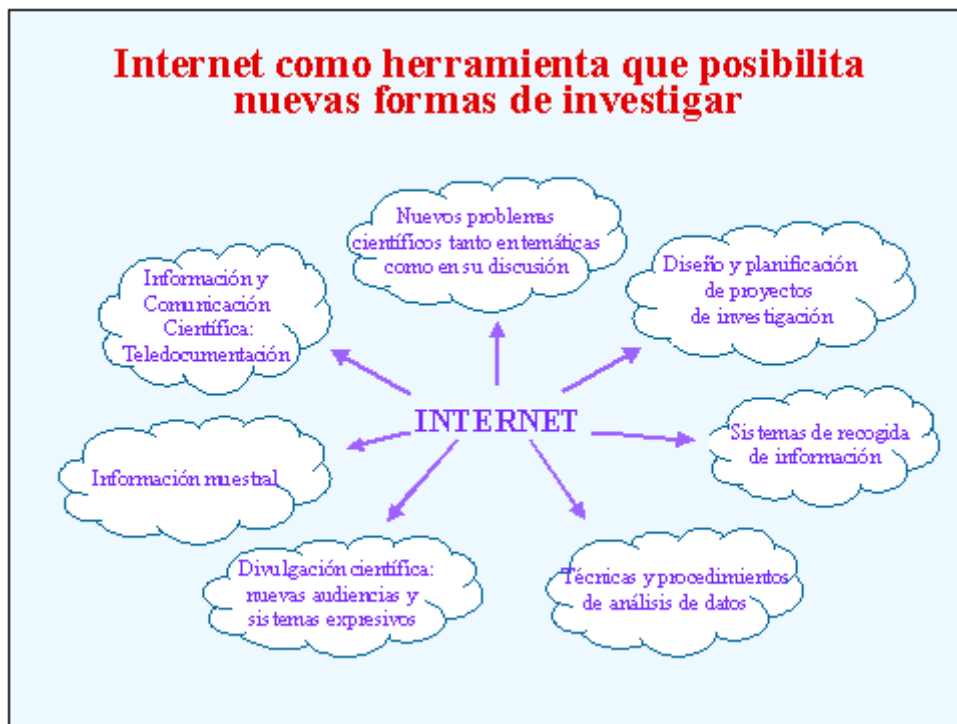 Internet como herramienta que posibilita
nuevas formas de investigar
Nuevos problemas
científicos tanto en temáticas
como en su discusión
Información y
Comunicación
Científica:
Teledocumentación
Diseño y planificación
de proyectos
de investigación
INTERNET
Sistemas de recogida
de información
Información muestral
Divulgación científica:
nuevas audiencias y
sistemas expresivos
Técnicas y procedimientos
de análisis de datos